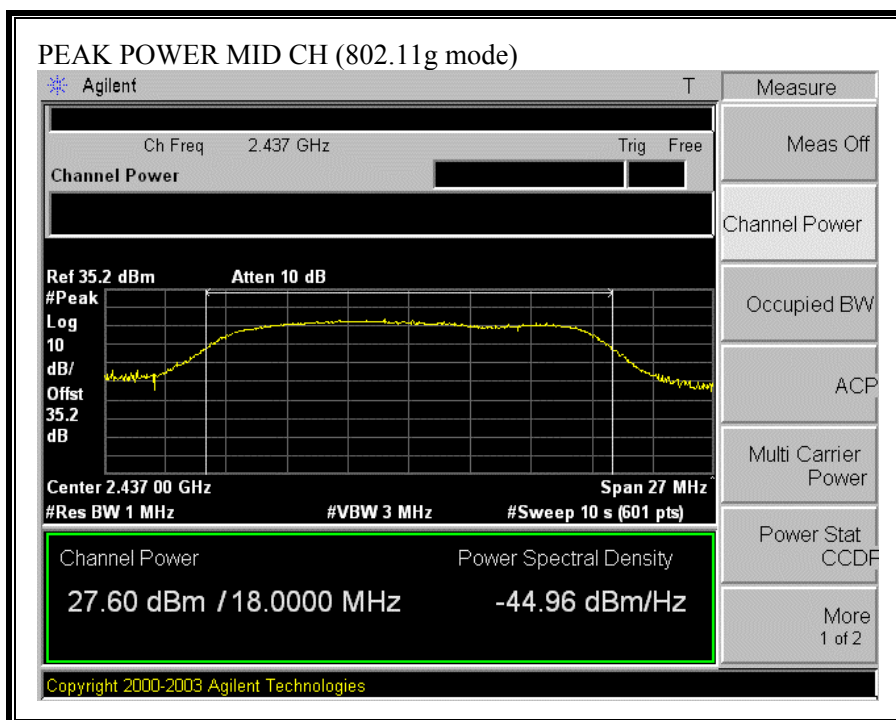 PEAK POWER MID CH (802.11g mode)
Agilent T Measure
Ch Freq 2.437 GHz Trig Free
Channel Power
Meas Off
Channel Power
Occupied BW
ACP
Multi Carrier
Power
Power Stat
CCDF
More
1 of 2
Ref 35.2 dBm Atten 10 dB
#Peak
Log
10
dB/
Offst
35.2
dB
Center 2.437 00 GHz Span 27 MHz^
#Res BW 1 MHz #VBW 3 MHz #Sweep 10 s (601 pts)
Channel Power Power Spectral Density
27.60 dBm / 18.0000 MHz -44.96 dBm/Hz
Copyright 2000-2003 Agilent Technologies